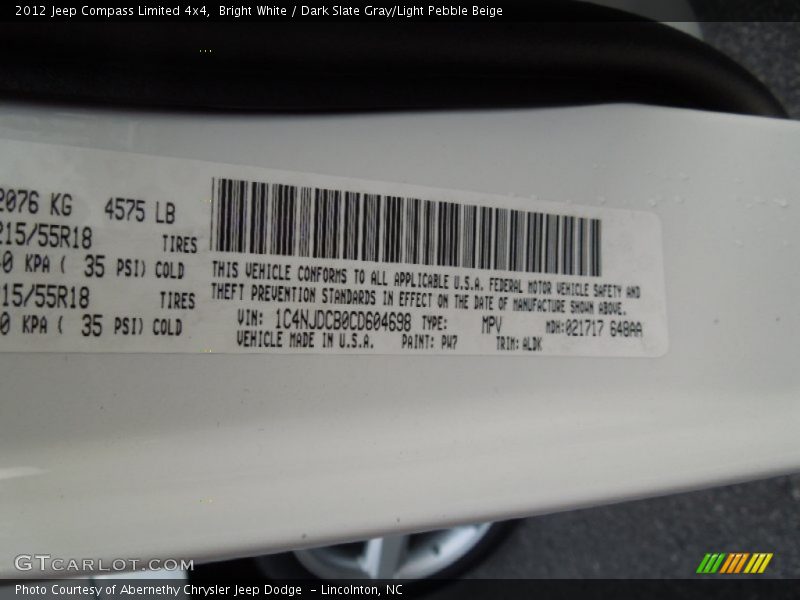 2012 Jeep Compass Limited 4x4, Bright White / Dark Slate Gray/Light Pebble Beige
2076 KG 4575 LB
215/55R18 TIRES
0 KPA ( 35 PSI) COLD
15/55R18 TIRES
0 KPA ( 35 PSI) COLD
THIS VEHICLE CONFORMS TO ALL APPLICABLE U.S.A. FEDERAL MOTOR VEHICLE SAFETY AND
THEFT PREVENTION STANDARDS IN EFFECT ON THE DATE OF MANUFACTURE SHOWN ABOVE.
VIN: 1C4NJDCB0CD604698 TYPE: MPV MDH:021717 648AA
VEHICLE MADE IN U.S.A. PAINT: PW7 TRIM: ALDK
GTCARLOT.COM
Photo Courtesy of Abernethy Chrysler Jeep Dodge - Lincolnton, NC